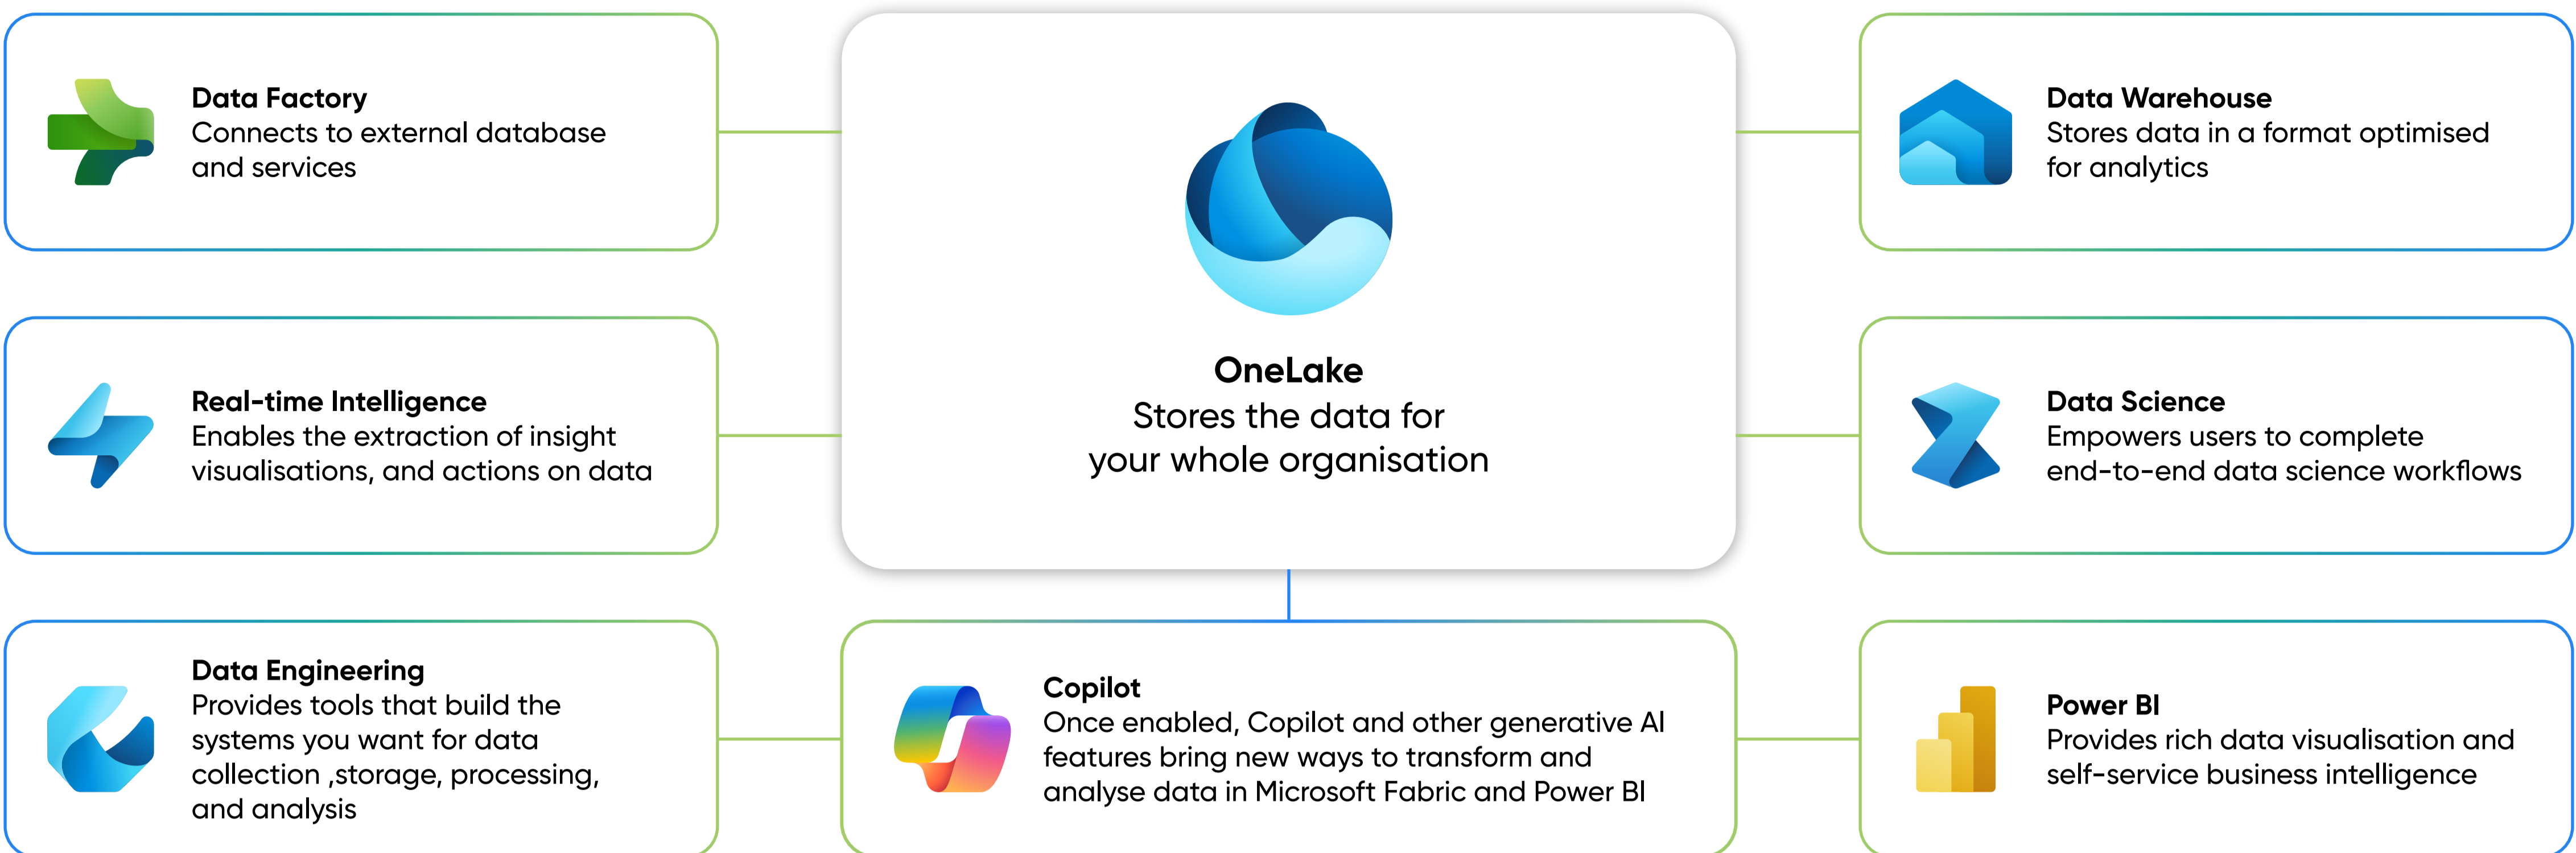 Data Factory
Connects to external database
and services
OneLake
Stores the data for
your whole organisation
Data Warehouse
Stores data in a format optimised
for analytics
Real-time Intelligence
Enables the extraction of insight
visualisations, and actions on data
Data Science
Empowers users to complete
end-to-end data science workflows
Data Engineering
Provides tools that build the
systems you want for data
collection ,storage, processing,
and analysis
Copilot
Once enabled, Copilot and other generative AI
features bring new ways to transform and
analyse data in Microsoft Fabric and Power BI
Power BI
Provides rich data visualisation and
self-service business intelligence